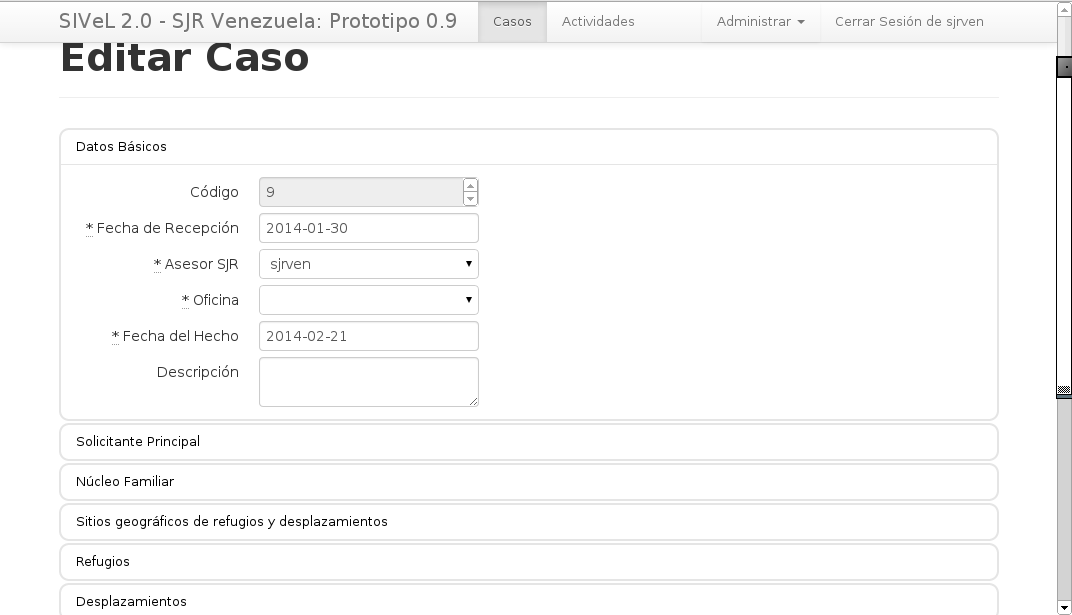 SIVeL 2.0 - SJR Venezuela: Prototipo 0.9 Casos Actividades Administrar Cerrar Sesión de sjrven
Editar Caso
Datos Básicos
Código 9
* Fecha de Recepción 2014-01-30
* Asesor SJR sjrven
* Oficina
* Fecha del Hecho 2014-02-21
Descripción
Solicitante Principal
Núcleo Familiar
Sitios geográficos de refugios y desplazamientos
Refugios
Desplazamientos